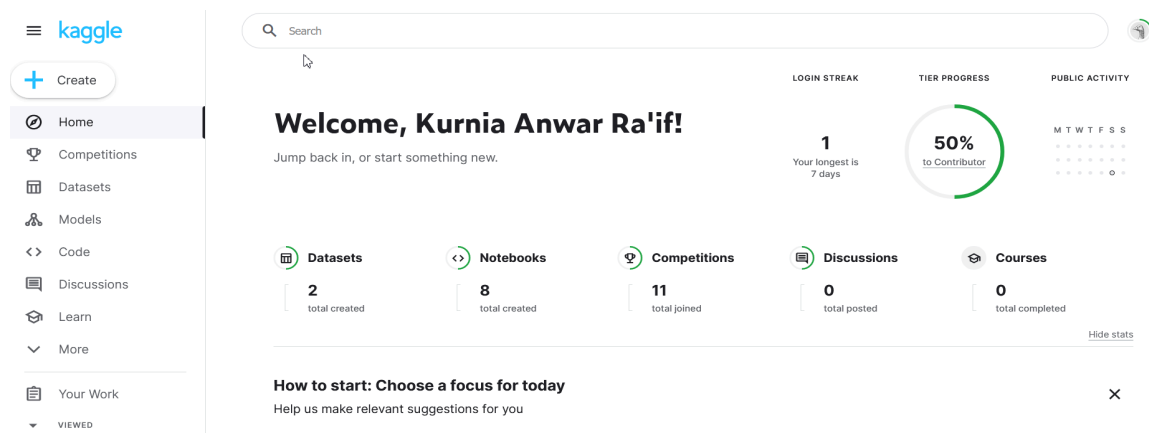 kaggle
Search
Create
Home
Competitions
Datasets
Models
Code
Discussions
Learn
More
Your Work
VIEWED
LOGIN STREAK
TIER PROGRESS
PUBLIC ACTIVITY
Welcome, Kurnia Anwar Ra'if!
Jump back in, or start something new.
1
Your longest is
7 days
50%
to Contributor
M T W T F S S
Datasets
2
total created
Notebooks
8
total created
Competitions
11
total joined
Discussions
0
total posted
Courses
0
total completed
Hide stats
How to start: Choose a focus for today
Help us make relevant suggestions for you